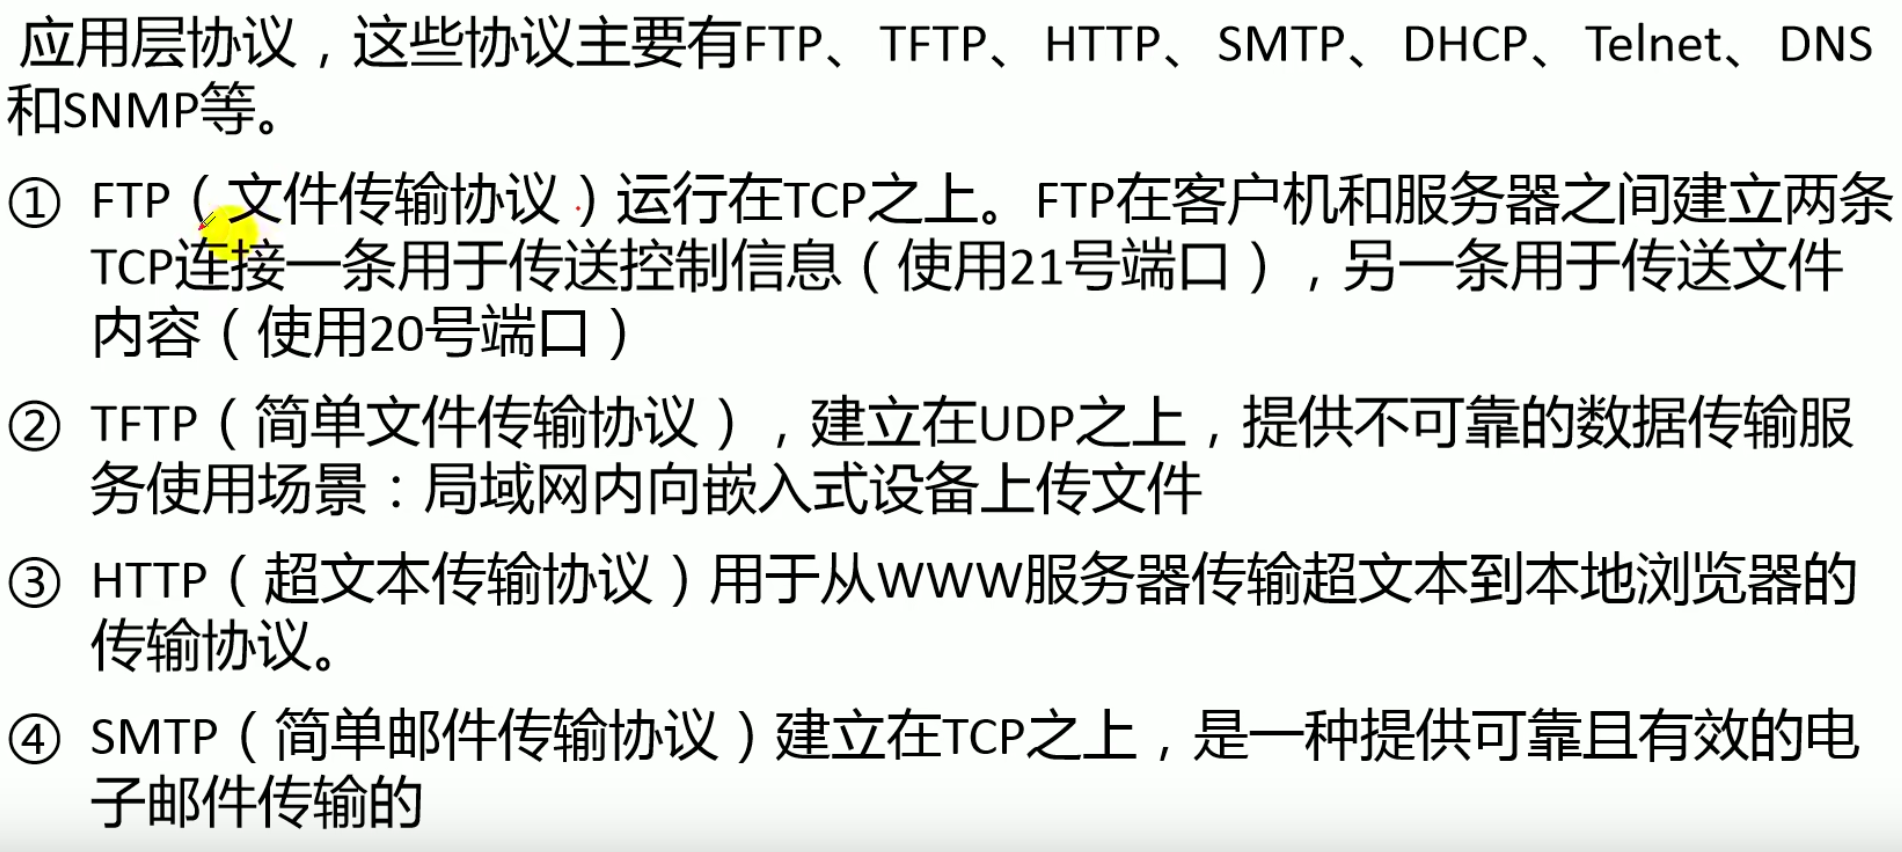 应用层协议，这些协议主要有FTP、TFTP、HTTP、SMTP、DHCP、Telnet、DNS
和SNMP等。
① FTP（文件传输协议）运行在TCP之上。FTP在客户机和服务器之间建立两条
TCP连接一条用于传送控制信息（使用21号端口），另一条用于传送文件
内容（使用20号端口）
② TFTP（简单文件传输协议），建立在UDP之上，提供不可靠的数据传输服
务使用场景：局域网内向嵌入式设备上传文件
③ HTTP（超文本传输协议）用于从WWW服务器传输超文本到本地浏览器的
传输协议。
④ SMTP（简单邮件传输协议）建立在TCP之上，是一种提供可靠且有效的电
子邮件传输的